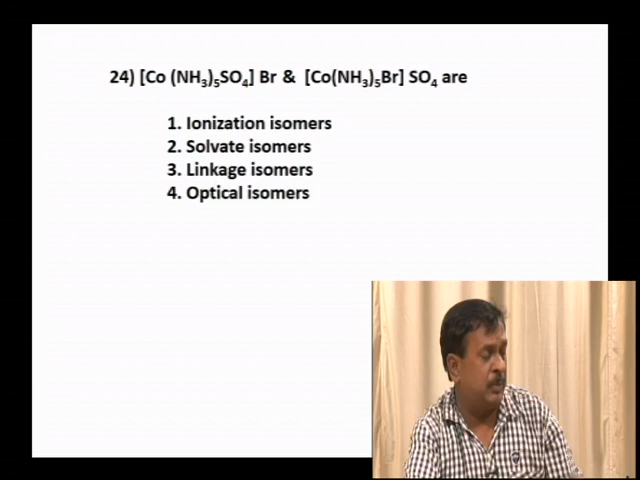 24) [Co (NH₃)₅SO₄] Br & [Co(NH₃)₅Br] SO₄ are
1. Ionization isomers
2. Solvate isomers
3. Linkage isomers
4. Optical isomers